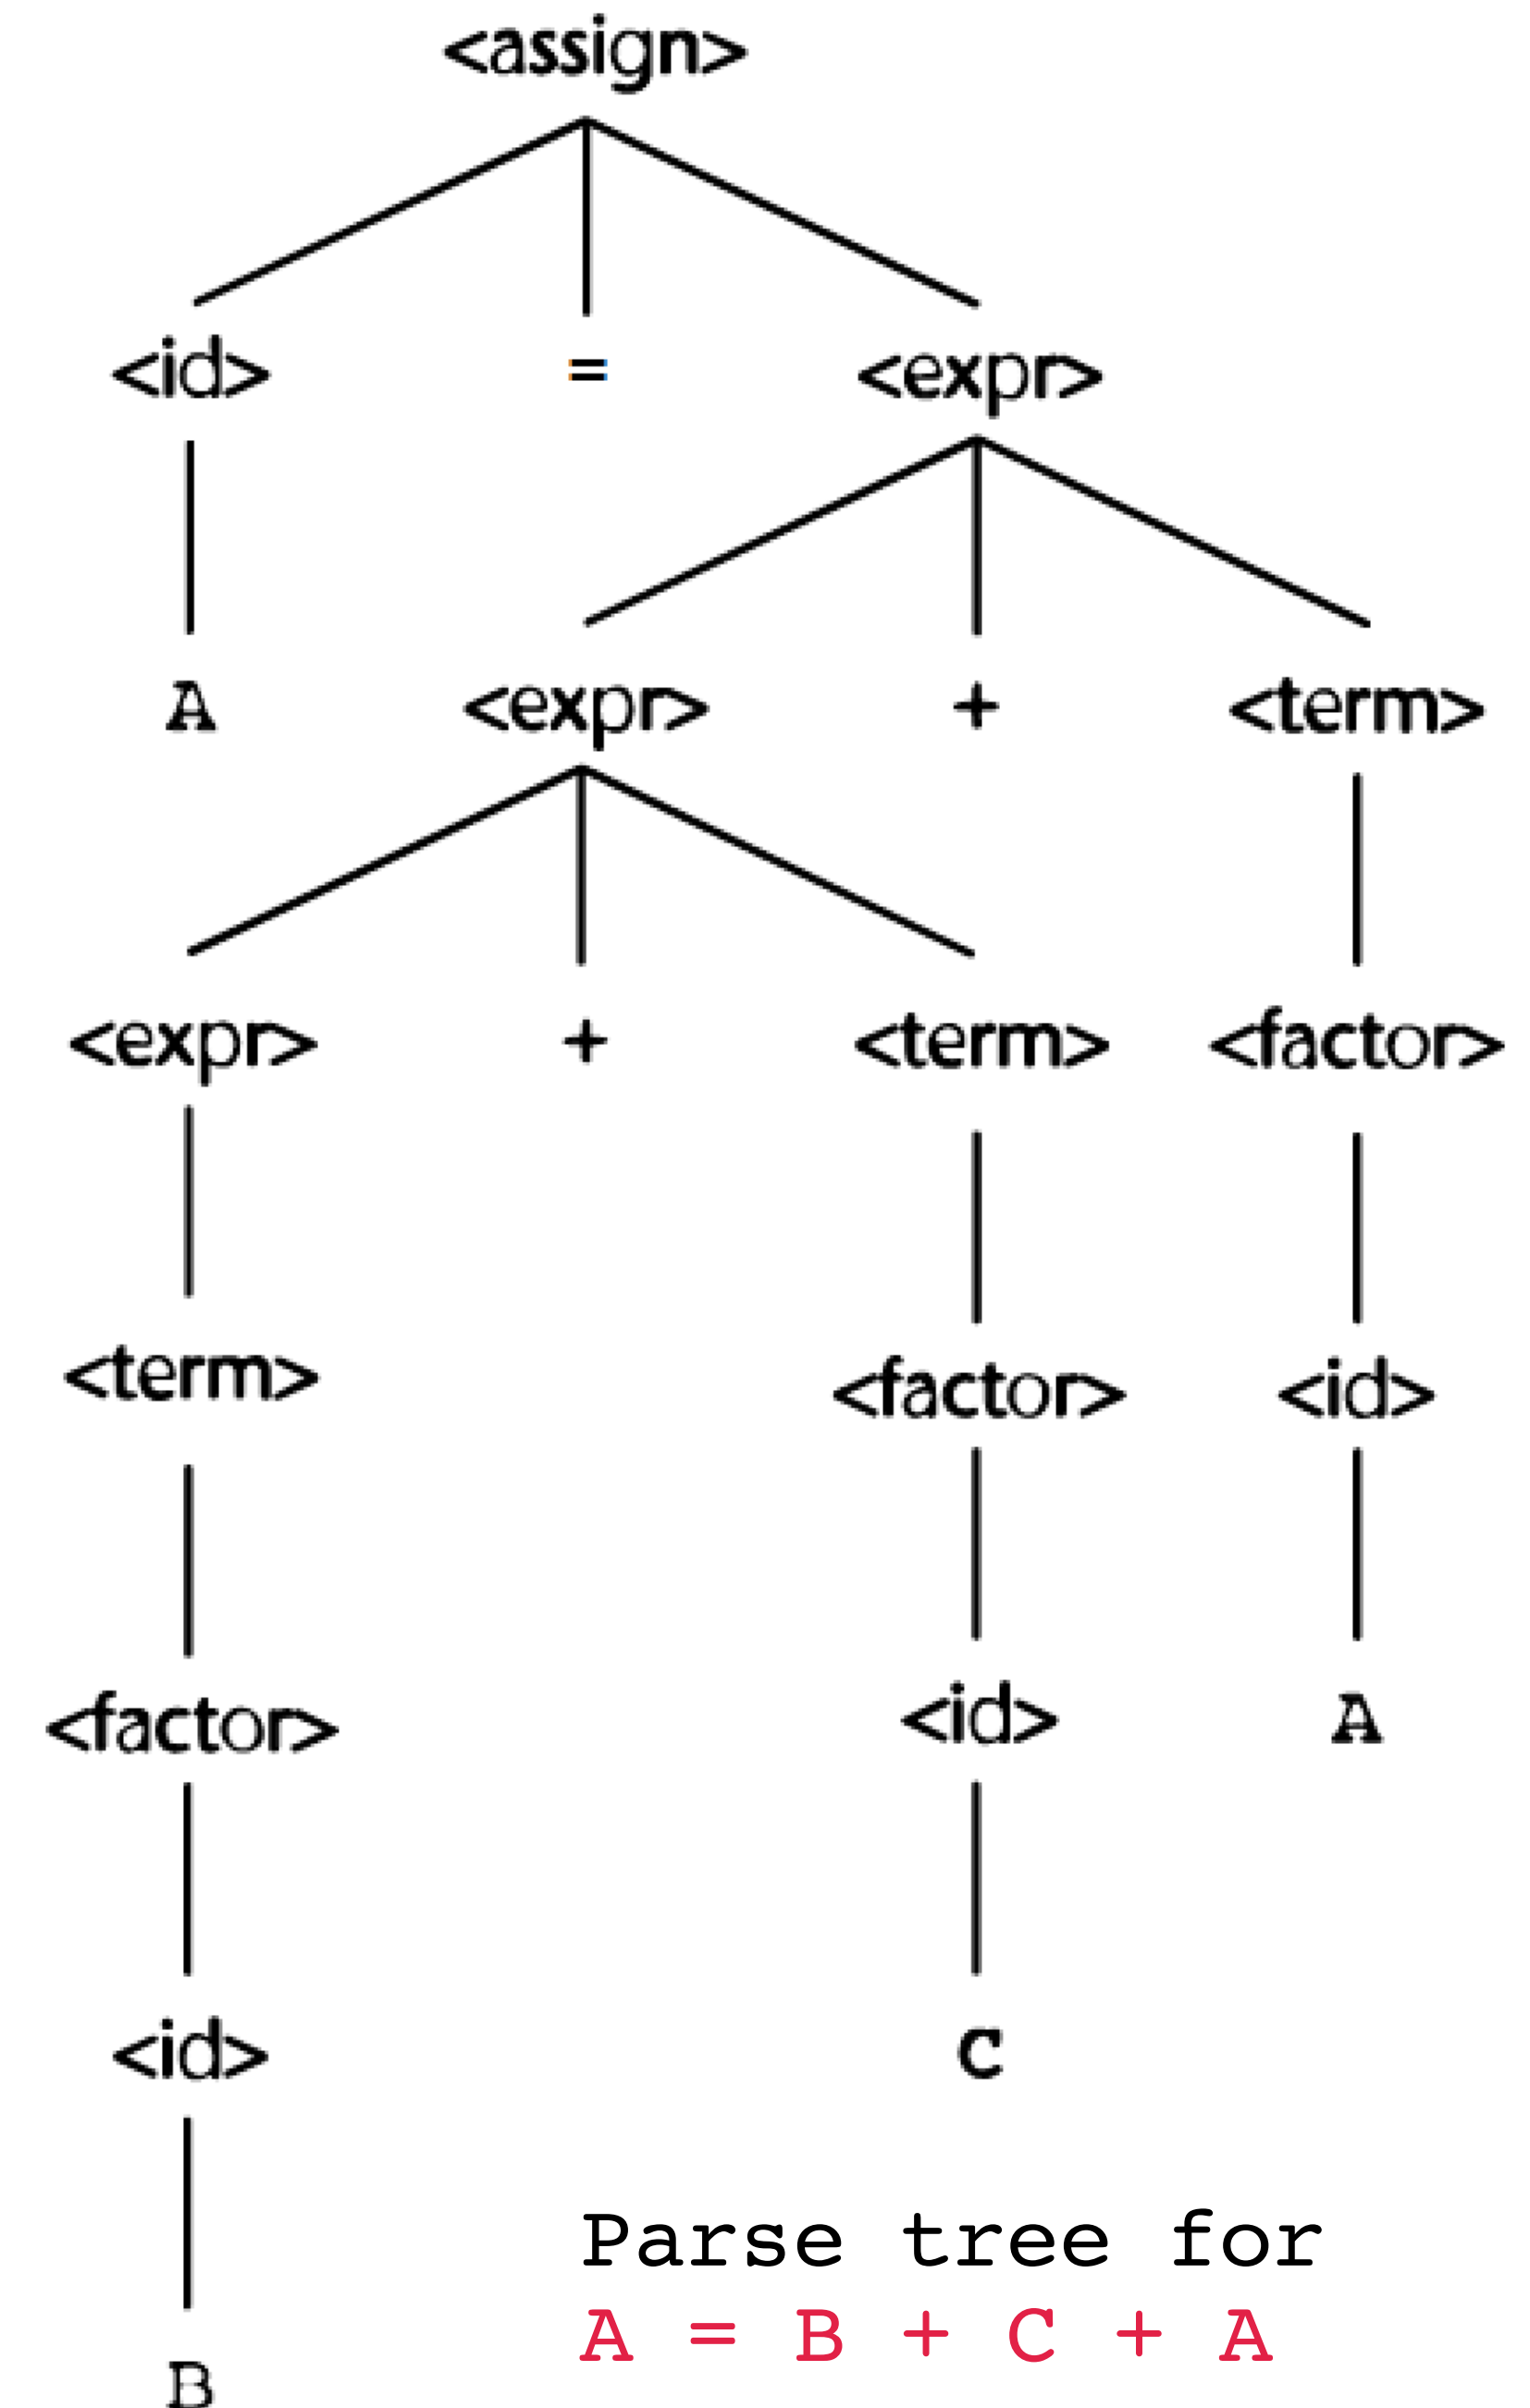 <assign>
<id> = <expr>
A <expr> + <term>
<expr> + <term> <factor>
<term> <factor> <id>
<factor> <id> A
<id> C
Parse tree for
A = B + C + A
B